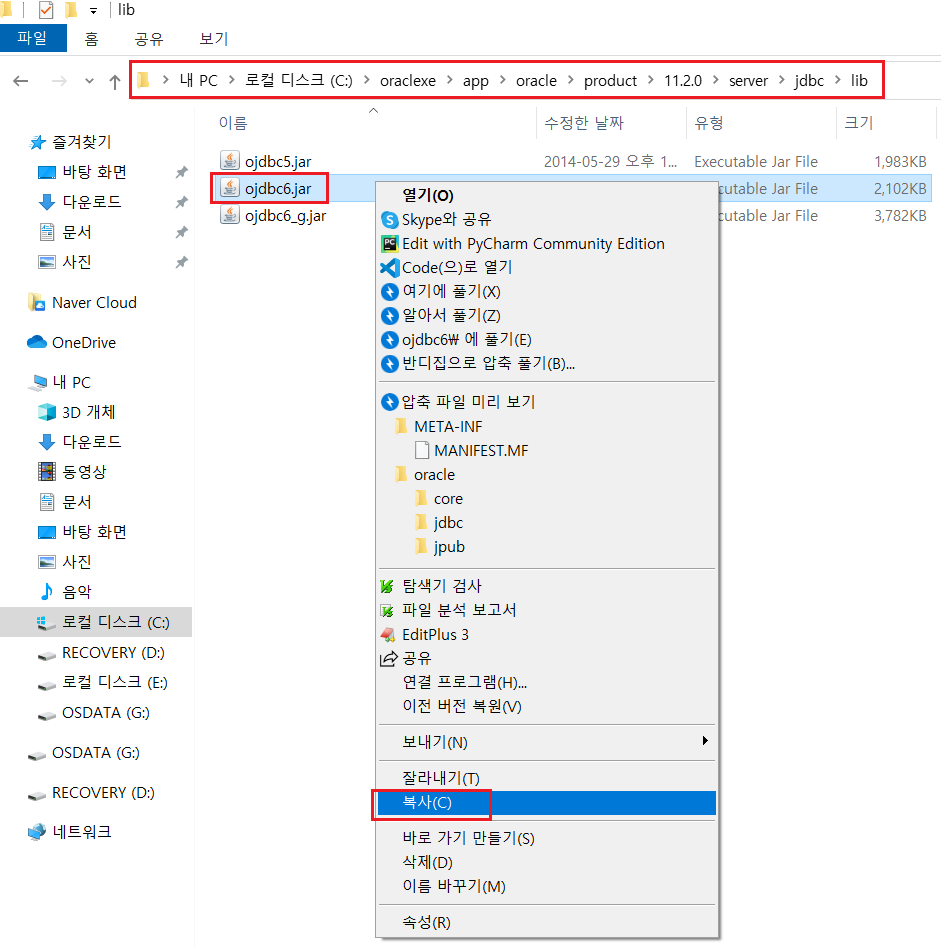 lib
파일 홈 공유 보기
내 PC 로컬 디스크 (C:) oraclexe app oracle product 11.2.0 server jdbc lib
이름 수정한 날짜 유형 크기
즐겨찾기
바탕 화면
다운로드
문서
사진
Naver Cloud
OneDrive
내 PC
3D 개체
다운로드
동영상
문서
바탕 화면
사진
음악
로컬 디스크 (C:)
RECOVERY (D:)
로컬 디스크 (E:)
OSDATA (G:)
OSDATA (G:)
RECOVERY (D:)
네트워크
ojdbc5.jar 2014-05-29 오후 1... Executable Jar File 1,983KB
ojdbc6.jar cutable Jar File 2,102KB
ojdbc6_g.jar cutable Jar File 3,782KB
열기(O)
Skype와 공유
Edit with PyCharm Community Edition
Code(으)로 열기
여기에 풀기(X)
알아서 풀기(Z)
ojdbc6₩ 에 풀기(E)
반디집으로 압축 풀기(B)...
압축 파일 미리 보기
META-INF
MANIFEST.MF
oracle
core
jdbc
jpub
탐색기 검사
파일 분석 보고서
EditPlus 3
공유
연결 프로그램(H)...
이전 버전 복원(V)
보내기(N)
잘라내기(T)
복사(C)
바로 가기 만들기(S)
삭제(D)
이름 바꾸기(M)
속성(R)